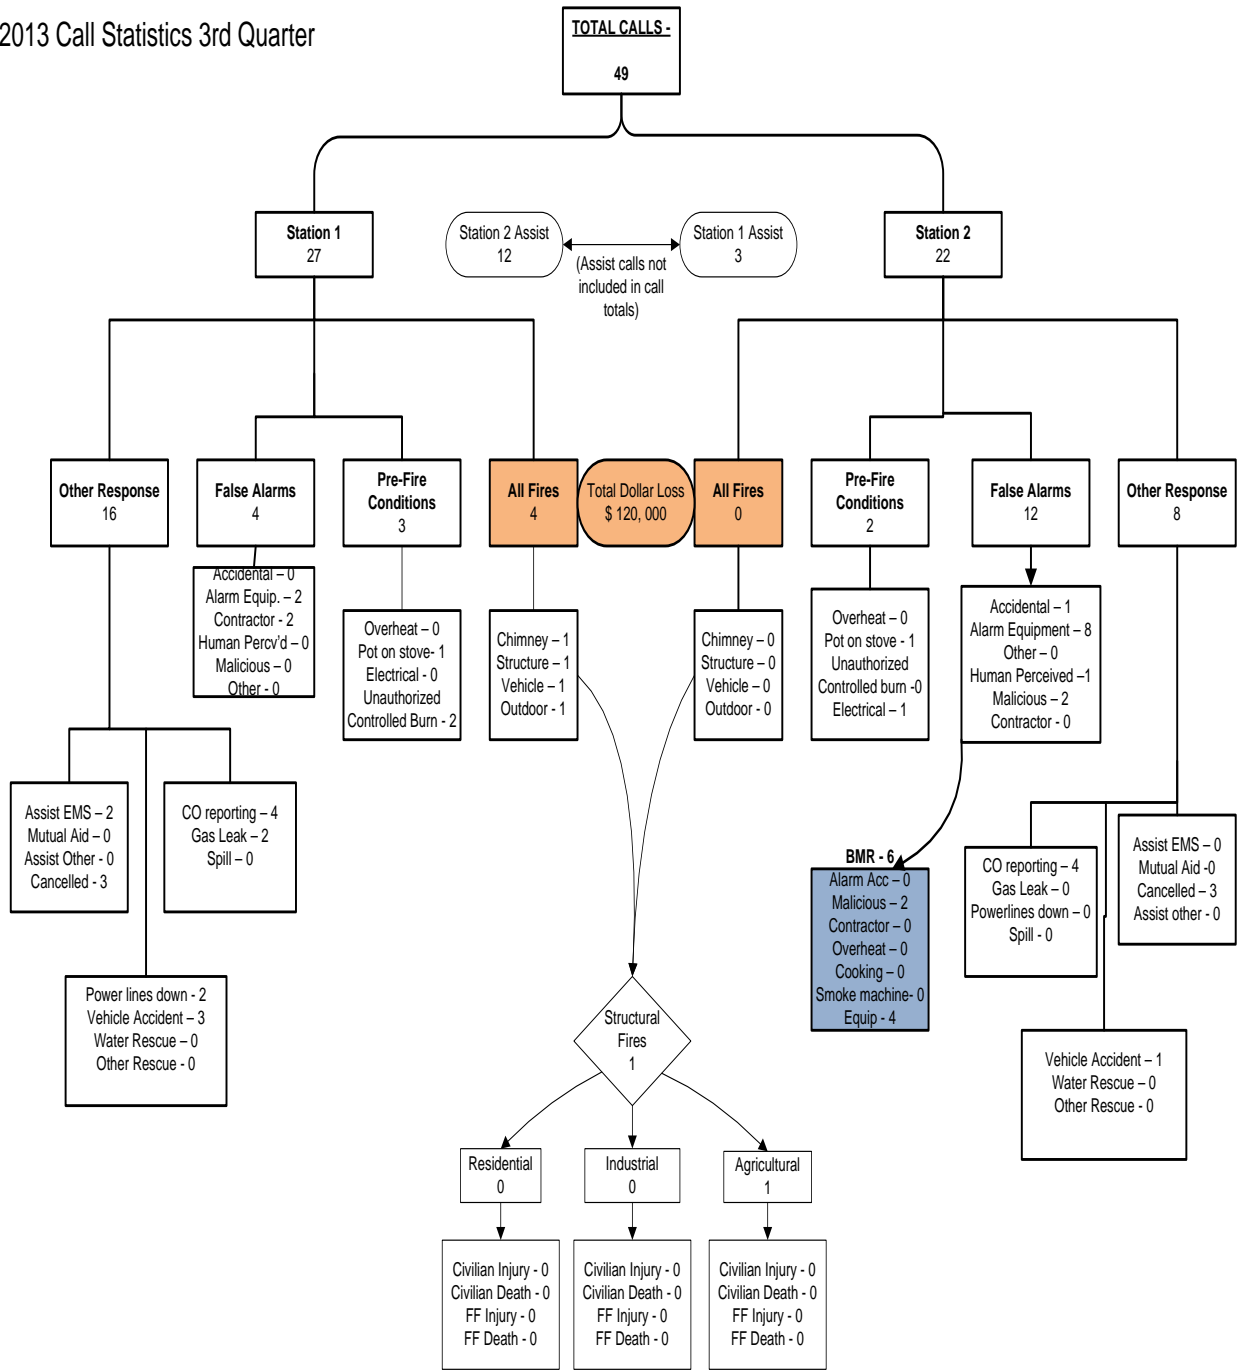 2013 Call Statistics 3rd Quarter
TOTAL CALLS -
49
Station 1
27
Station 2 Assist
12
(Assist calls not
included in call
totals)
Station 1 Assist
3
Station 2
22
Other Response
16
False Alarms
4
Pre-Fire
Conditions
3
All Fires
4
Total Dollar Loss
$ 120, 000
All Fires
0
Pre-Fire
Conditions
2
False Alarms
12
Other Response
8
Accidental – 0
Alarm Equip. – 2
Contractor - 2
Human Percv'd – 0
Malicious – 0
Other - 0
Overheat – 0
Pot on stove- 1
Electrical - 0
Unauthorized
Controlled Burn - 2
Chimney – 1
Structure – 1
Vehicle – 1
Outdoor - 1
Chimney – 0
Structure – 0
Vehicle – 0
Outdoor - 0
Overheat – 0
Pot on stove - 1
Unauthorized
Controlled burn -0
Electrical – 1
Accidental – 1
Alarm Equipment – 8
Other – 0
Human Perceived –1
Malicious – 2
Contractor - 0
Assist EMS – 2
Mutual Aid – 0
Assist Other - 0
Cancelled - 3
CO reporting – 4
Gas Leak – 2
Spill – 0
BMR - 6
Alarm Acc – 0
Malicious – 2
Contractor – 0
Overheat – 0
Cooking – 0
Smoke machine- 0
Equip - 4
CO reporting – 4
Gas Leak – 0
Powerlines down – 0
Spill - 0
Assist EMS – 0
Mutual Aid -0
Cancelled – 3
Assist other - 0
Power lines down - 2
Vehicle Accident – 3
Water Rescue – 0
Other Rescue - 0
Structural
Fires
1
Vehicle Accident – 1
Water Rescue – 0
Other Rescue - 0
Residential
0
Industrial
0
Agricultural
1
Civilian Injury - 0
Civilian Death - 0
FF Injury - 0
FF Death - 0
Civilian Injury - 0
Civilian Death - 0
FF Injury - 0
FF Death - 0
Civilian Injury - 0
Civilian Death - 0
FF Injury - 0
FF Death - 0